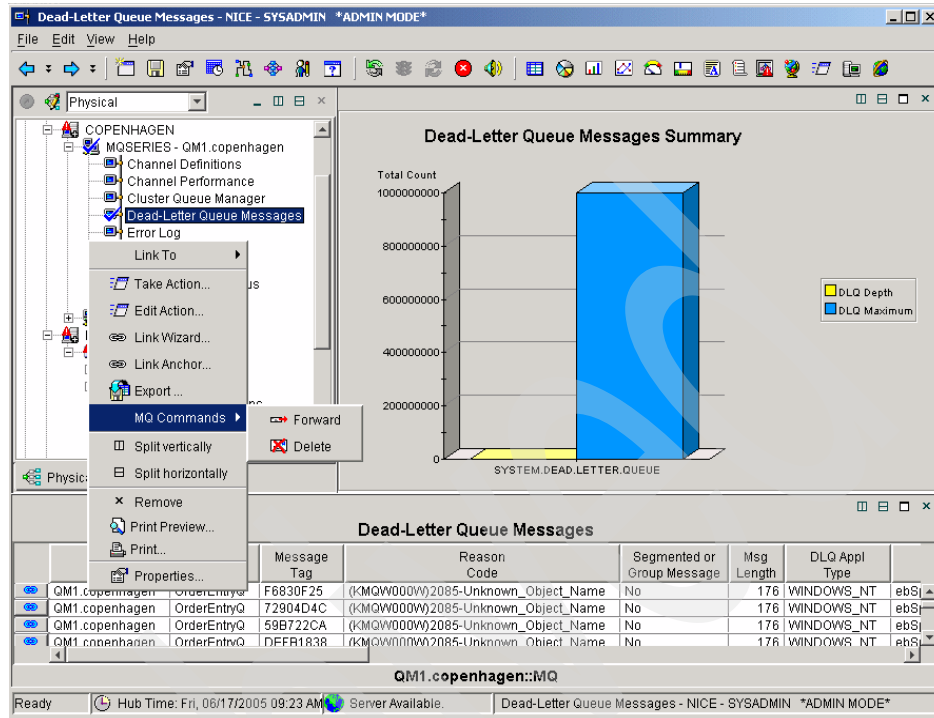 Dead-Letter Queue Messages - NICE - SYSADMIN *ADMIN MODE*
File Edit View Help
Physical
COPENHAGEN
MQSERIES - QM1.copenhagen
Channel Definitions
Channel Performance
Cluster Queue Manager
Dead-Letter Queue Messages
Error Log
Link To
Take Action...
Edit Action...
Link Wizard...
Link Anchor...
Export ...
MQ Commands
Forward
Delete
Split vertically
Split horizontally
Remove
Print Preview...
Print...
Properties...
us
ns
Physic
Dead-Letter Queue Messages Summary
Total Count
1000000000
800000000
600000000
400000000
200000000
0
SYSTEM.DEAD.LETTER.QUEUE
DLQ Depth
DLQ Maximum
Dead-Letter Queue Messages
Message Tag Reason Code Segmented or Group Message Msg Length DLQ Appl Type
QM1.copenhagen OrderEntryQ F6830F25 (KMQW000W)2085-Unknown_Object_Name No 176 WINDOWS_NT ebS
QM1.copenhagen OrderEntryQ 72904D4C (KMQW000W)2085-Unknown_Object_Name No 176 WINDOWS_NT ebS
QM1.copenhagen OrderEntryQ 59B722CA (KMQW000W)2085-Unknown_Object_Name No 176 WINDOWS_NT ebS
QM1.copenhagen OrderEntryQ DEFB1838 (KMQW000W)2085-Unknown_Object_Name No 176 WINDOWS_NT ebS
QM1.copenhagen::MQ
Ready Hub Time: Fri, 06/17/2005 09:23 AM Server Available. Dead-Letter Queue Messages - NICE - SYSADMIN *ADMIN MODE*